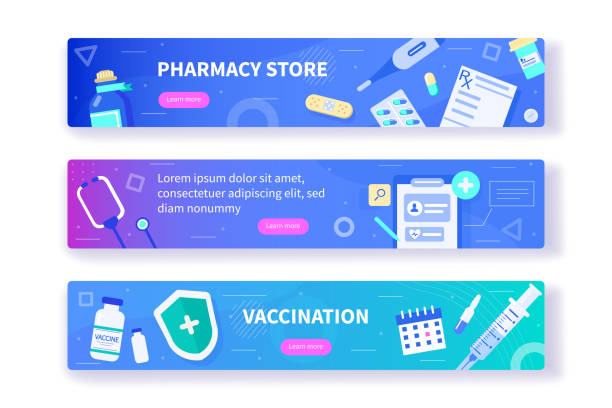 PHARMACY STORE
Learn more
Rx
Lorem ipsum dolor sit amet,
consectetuer adipiscing elit, sed
diam nonummy
Learn more
VACCINE
VACCINATION
Learn more